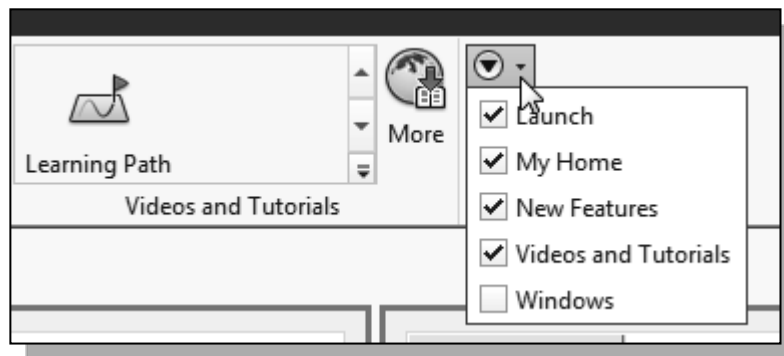 Learning Path
More
Videos and Tutorials
Launch
My Home
New Features
Videos and Tutorials
Windows